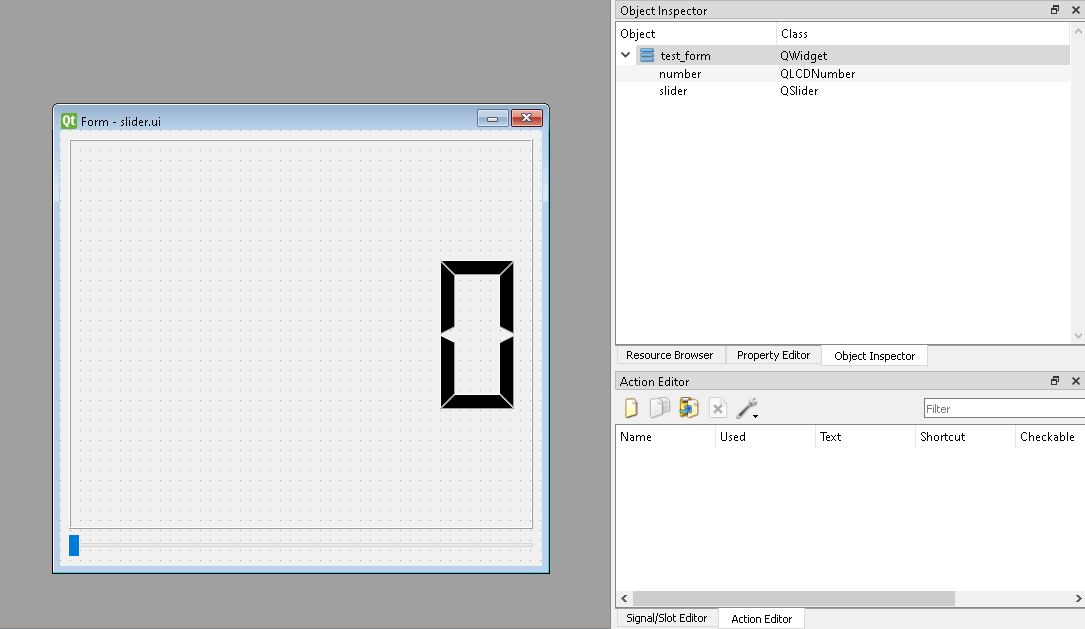 Qt Form - slider.ui
0
Object Inspector
Object Class
test_form QWidget
number QLCDNumber
slider QSlider
Resource Browser Property Editor Object Inspector
Action Editor
Filter
Name Used Text Shortcut Checkable
Signal/Slot Editor Action Editor